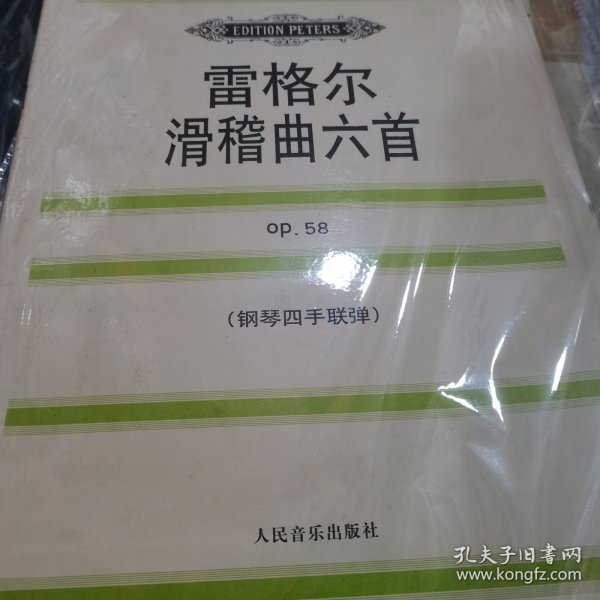 EDITION PETERS
雷格尔
滑稽曲六首
op. 58
(钢琴四手联弹)
人民音乐出版社
孔夫子旧书网
www.kongfz.com